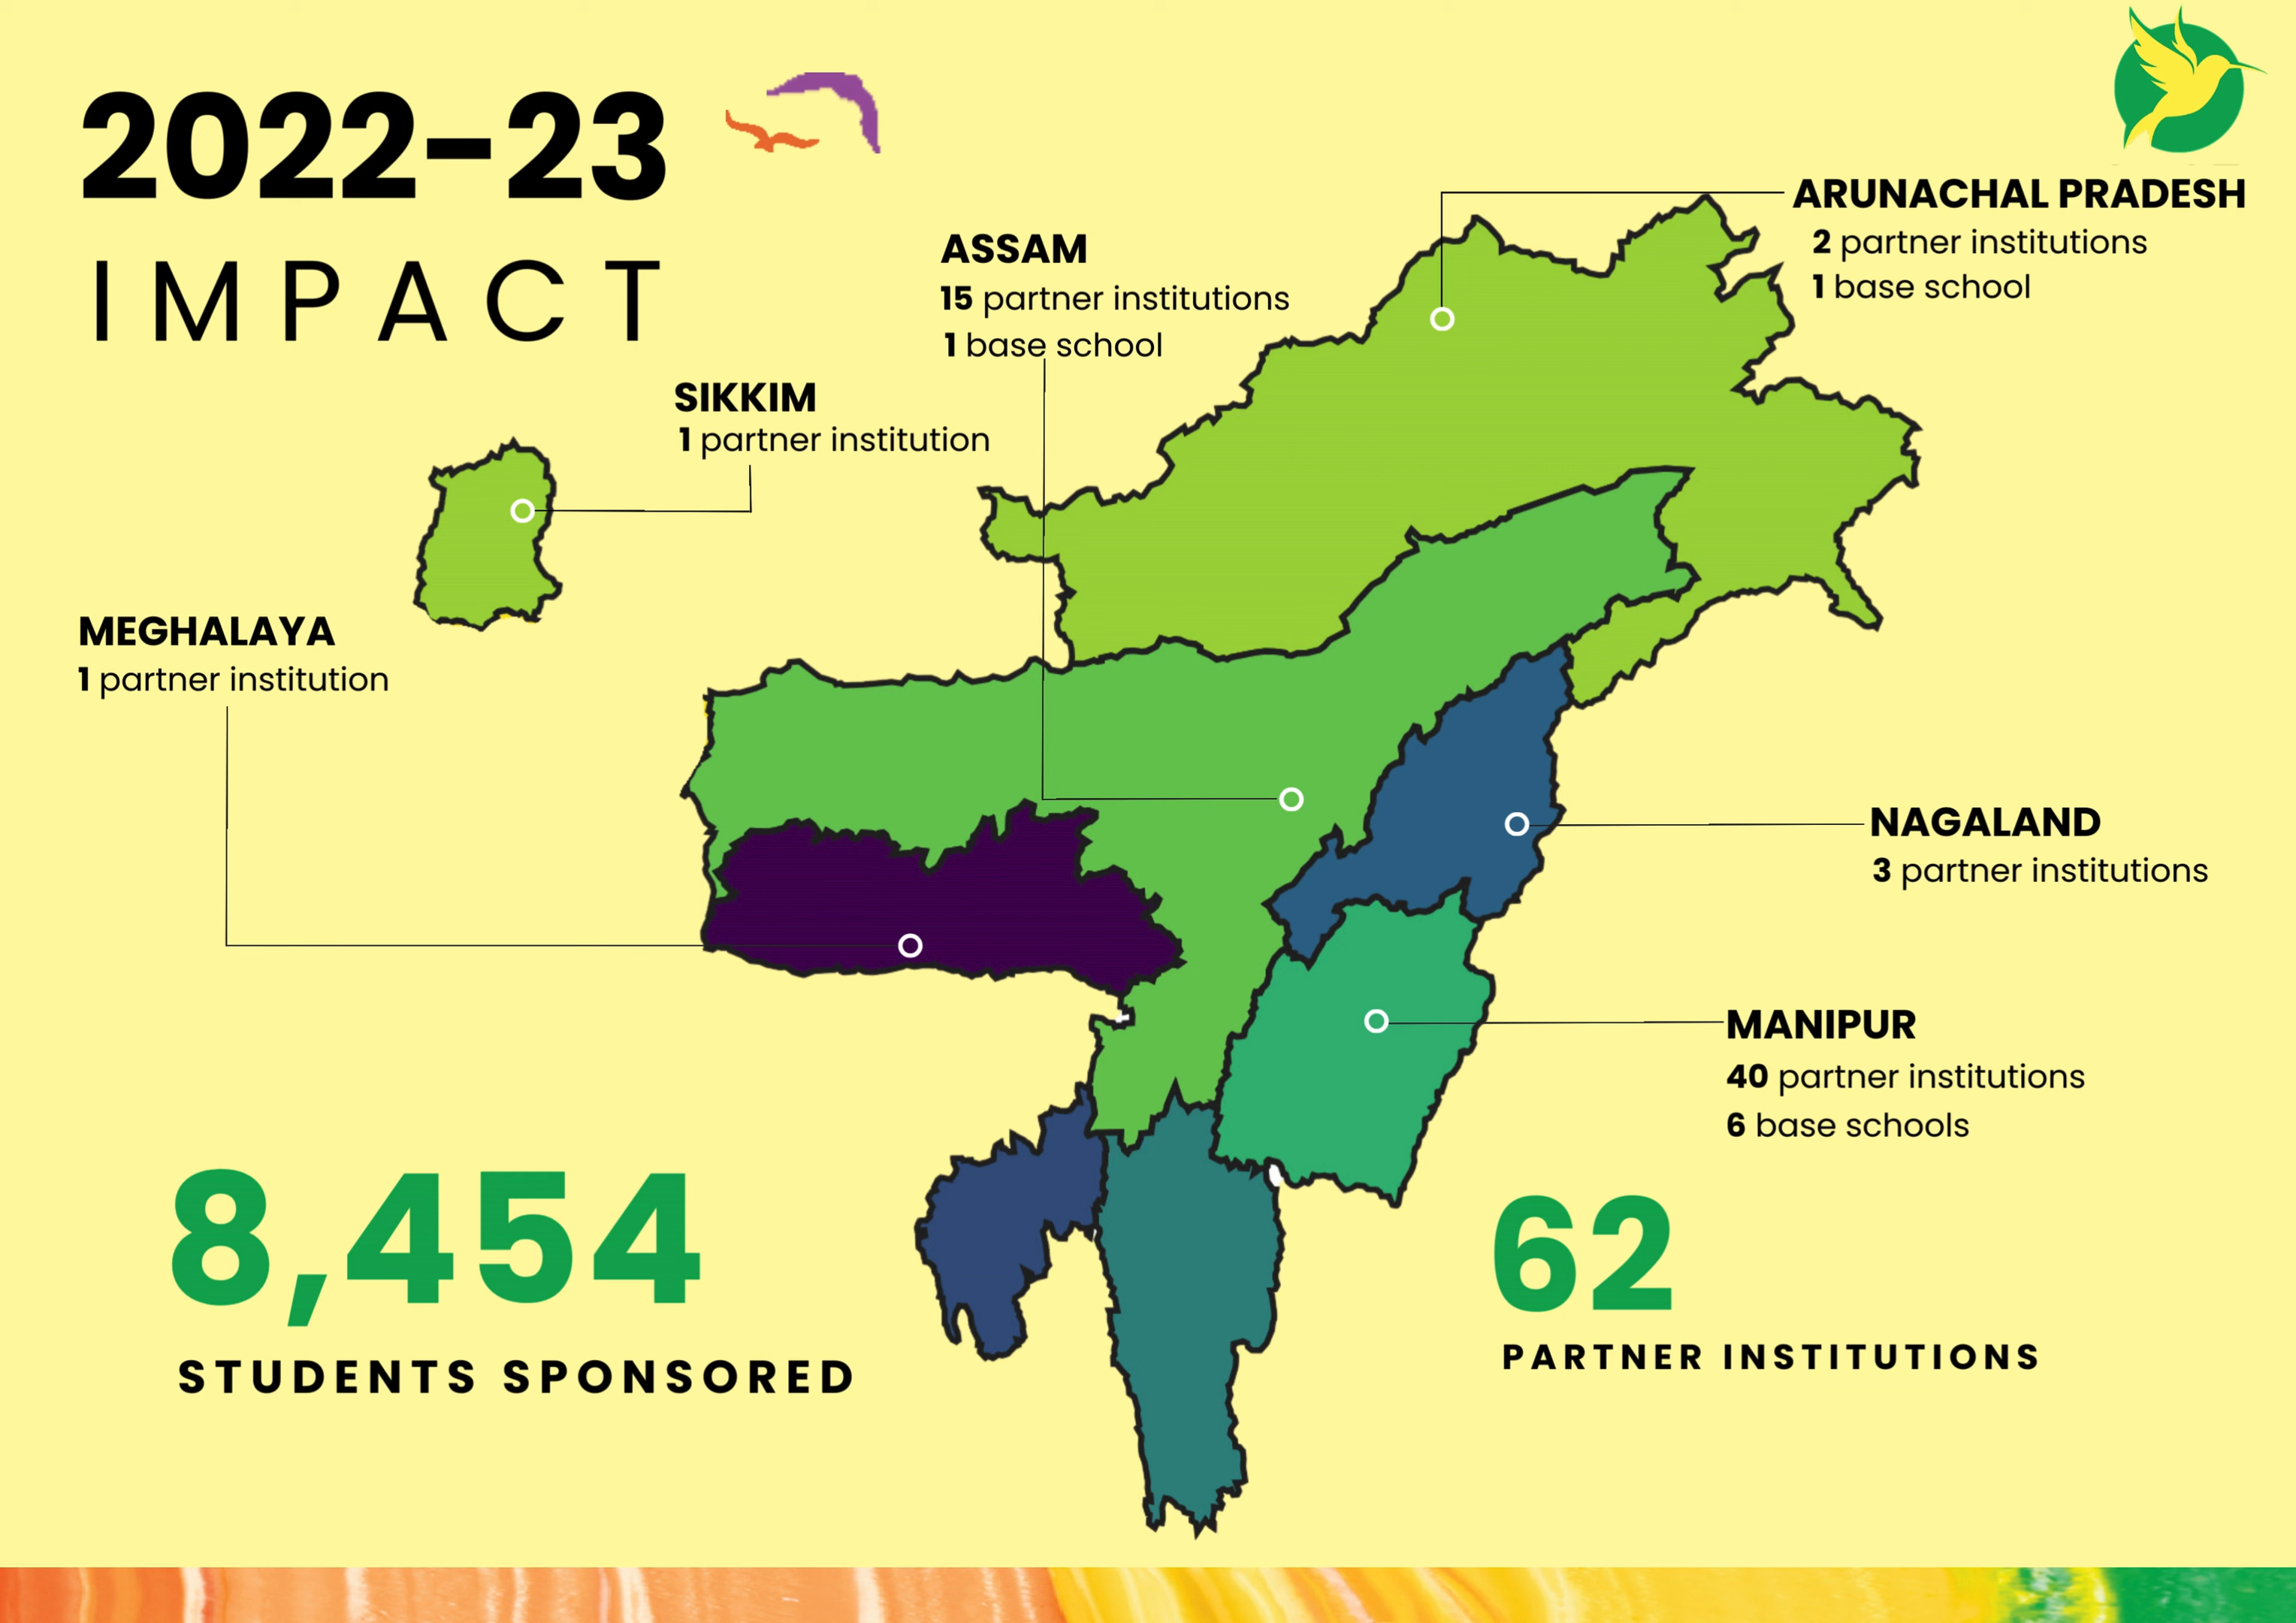 2022-23
IMPACT
ARUNACHAL PRADESH
2 partner institutions
1 base school
ASSAM
15 partner institutions
1 base school
SIKKIM
1 partner institution
MEGHALAYA
1 partner institution
NAGALAND
3 partner institutions
MANIPUR
40 partner institutions
6 base schools
8,454
STUDENTS SPONSORED
62
PARTNER INSTITUTIONS